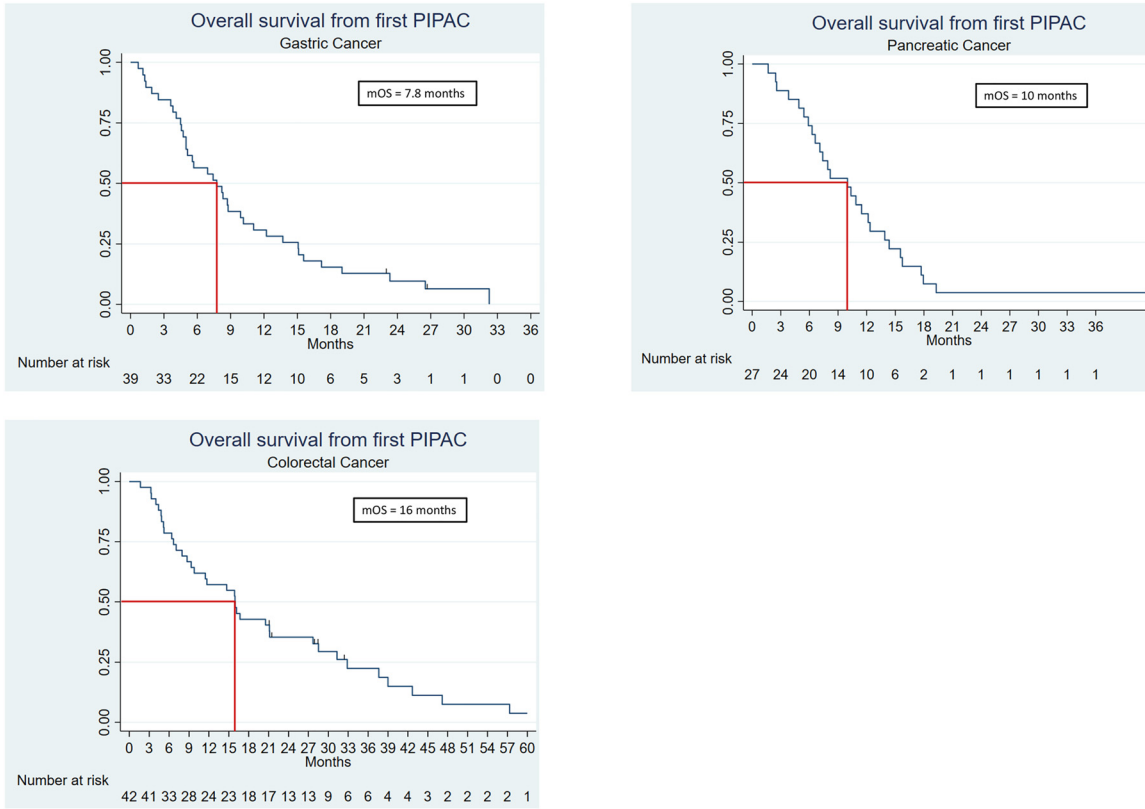 Overall survival from first PIPAC
Gastric Cancer
mOS = 7.8 months
1.00
0.75
0.50
0.25
0.00
0 3 6 9 12 15 18 21 24 27 30 33 36
Months
Number at risk
39 33 22 15 12 10 6 5 3 1 1 0 0
Overall survival from first PIPAC
Pancreatic Cancer
mOS = 10 months
1.00
0.75
0.50
0.25
0.00
0 3 6 9 12 15 18 21 24 27 30 33 36
Months
Number at risk
27 24 20 14 10 6 2 1 1 1 1 1 1
Overall survival from first PIPAC
Colorectal Cancer
mOS = 16 months
1.00
0.75
0.50
0.25
0.00
0 3 6 9 12 15 18 21 24 27 30 33 36 39 42 45 48 51 54 57 60
Months
Number at risk
42 41 33 28 24 23 18 17 13 13 9 6 6 4 4 3 2 2 2 2 1